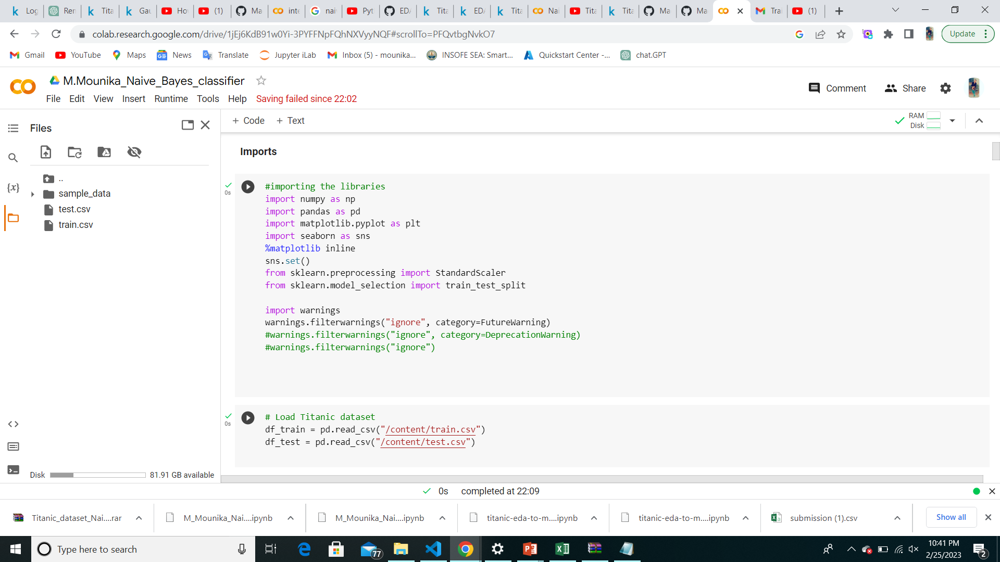 Log
Ren
Tita
Gau
Ho
(1)
Ma
inte
nai
Pyt
EDA
Tita
EDA
Tita
Nai
Tita
Tita
Ma
Ma
Trai
(1)
colab.research.google.com/drive/1jEj6KdB91w0Yi-3PYFFNpFQhNXVyyNQF#scrollTo=PFQvtbgNvkO7
Update
Gmail
YouTube
Maps
News
Translate
Jupyter iLab
Inbox (5) - mounika...
INSOFE SEA: Smart...
Quickstart Center -...
chat.GPT
M.Mounika_Naive_Bayes_classifier
File Edit View Insert Runtime Tools Help Saving failed since 22:02
Comment
Share
Files
+ Code + Text
RAM
Disk
..
sample_data
test.csv
train.csv
{x}
Disk 81.91 GB available
Imports
0s
#importing the libraries
import numpy as np
import pandas as pd
import matplotlib.pyplot as plt
import seaborn as sns
%matplotlib inline
sns.set()
from sklearn.preprocessing import StandardScaler
from sklearn.model_selection import train_test_split
import warnings
warnings.filterwarnings("ignore", category=FutureWarning)
#warnings.filterwarnings("ignore", category=DeprecationWarning)
#warnings.filterwarnings("ignore")
0s
# Load Titanic dataset
df_train = pd.read_csv("/content/train.csv")
df_test = pd.read_csv("/content/test.csv")
0s completed at 22:09
Titanic_dataset_Nai....rar
M_Mounika_Nai....ipynb
M_Mounika_Nai....ipynb
titanic-eda-to-m....ipynb
titanic-eda-to-m....ipynb
submission (1).csv
Show all
Type here to search
77
10:41 PM
2/25/2023
2